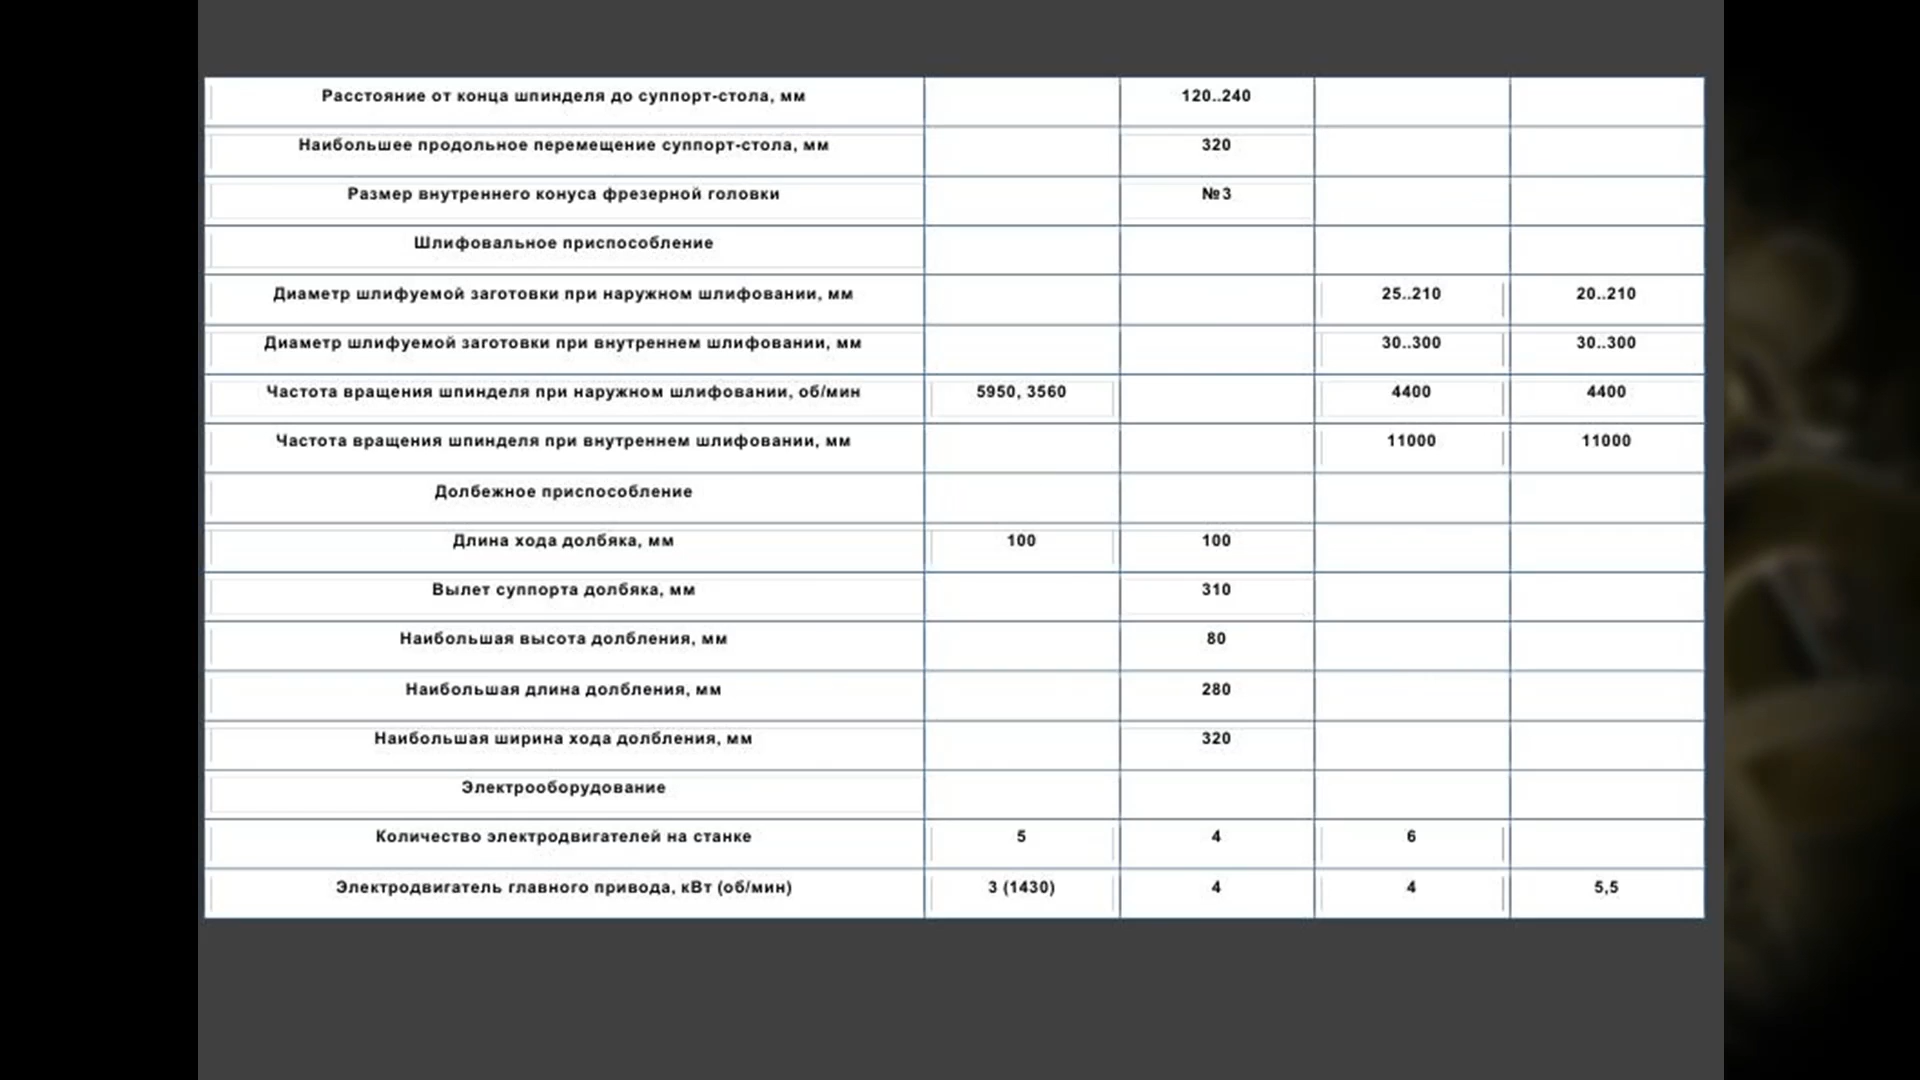 Расстояние от конца шпинделя до суппорт-стола, мм 120..240
Наибольшее продольное перемещение суппорт-стола, мм 320
Размер внутреннего конуса фрезерной головки №3
Шлифовальное приспособление
Диаметр шлифуемой заготовки при наружном шлифовании, мм 25..210 20..210
Диаметр шлифуемой заготовки при внутреннем шлифовании, мм 30..300 30..300
Частота вращения шпинделя при наружном шлифовании, об/мин 5950, 3560 4400 4400
Частота вращения шпинделя при внутреннем шлифовании, мм 11000 11000
Долбежное приспособление
Длина хода долбяка, мм 100 100
Вылет суппорта долбяка, мм 310
Наибольшая высота долбления, мм 80
Наибольшая длина долбления, мм 280
Наибольшая ширина хода долбления, мм 320
Электрооборудование
Количество электродвигателей на станке 5 4 6
Электродвигатель главного привода, кВт (об/мин) 3 (1430) 4 4 5,5